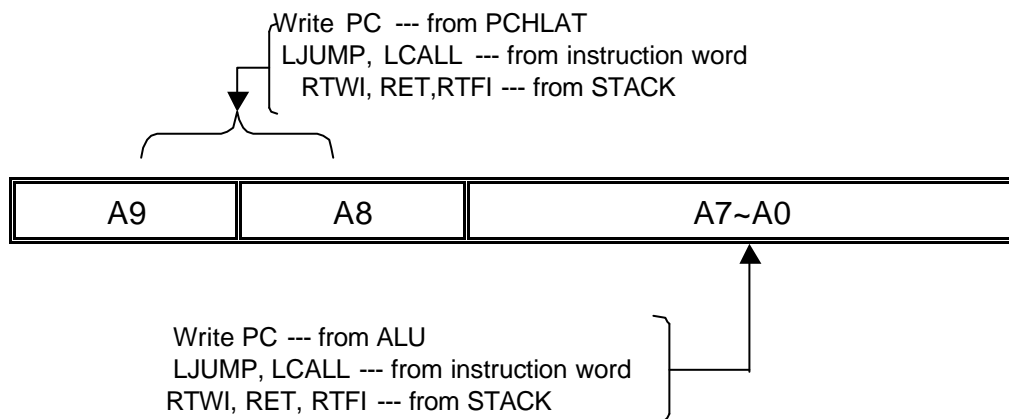 Write PC --- from PCHLAT
LJUMP, LCALL --- from instruction word
RTWI, RET,RTFI --- from STACK
A9 A8 A7~A0
Write PC --- from ALU
LJUMP, LCALL --- from instruction word
RTWI, RET, RTFI --- from STACK